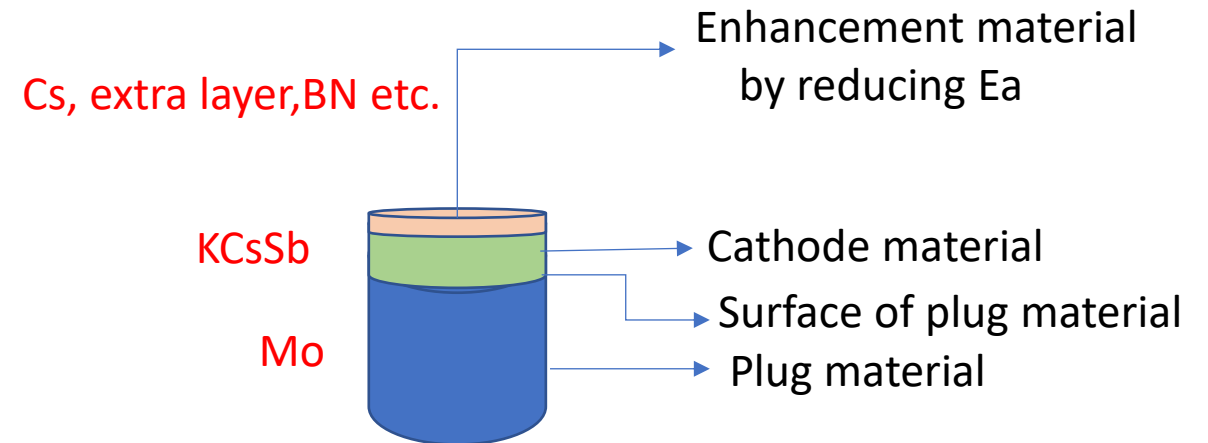 Enhancement material
by reducing Ea
Cs, extra layer,BN etc.
KCsSb
Cathode material
Surface of plug material
Mo
Plug material